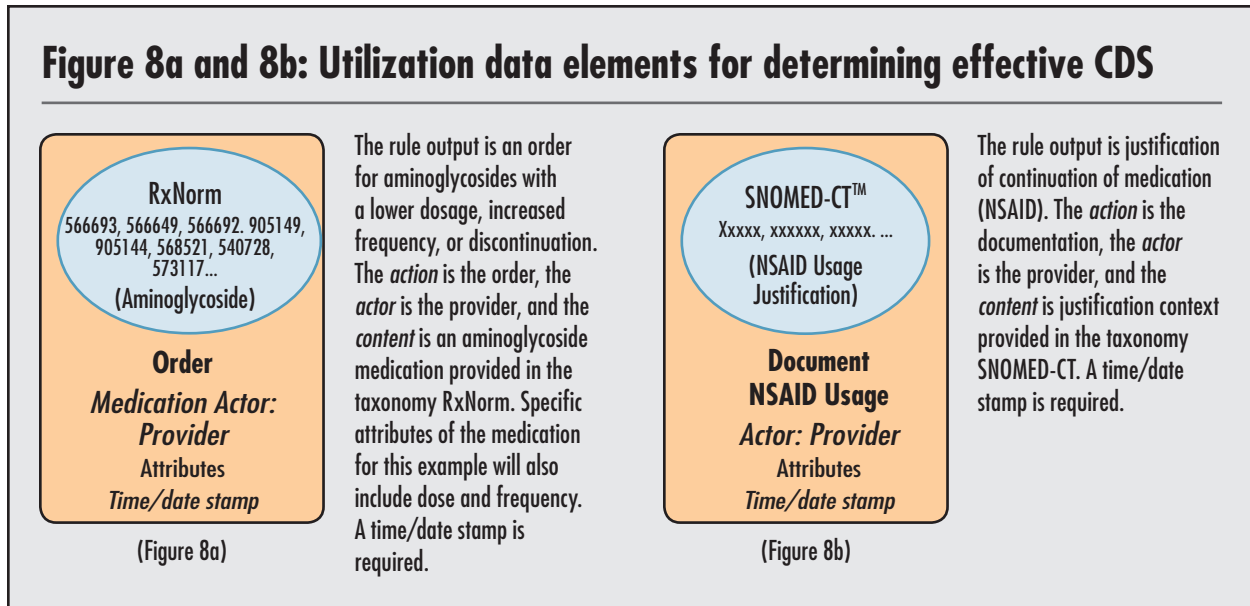 Figure 8a and 8b: Utilization data elements for determining effective CDS
RxNorm
566693, 566649, 566692. 905149,
905144, 568521, 540728,
573117...
(Aminoglycoside)
Order
Medication Actor:
Provider
Attributes
Time/date stamp
(Figure 8a)
The rule output is an order
for aminoglycosides with
a lower dosage, increased
frequency, or discontinuation.
The action is the order, the
actor is the provider, and the
content is an aminoglycoside
medication provided in the
taxonomy RxNorm. Specific
attributes of the medication
for this example will also
include dose and frequency.
A time/date stamp is
required.
SNOMED-CT™
Xxxxx, xxxxxx, xxxxx. ...
(NSAID Usage
Justification)
Document
NSAID Usage
Actor: Provider
Attributes
Time/date stamp
(Figure 8b)
The rule output is justification
of continuation of medication
(NSAID). The action is the
documentation, the actor
is the provider, and the
content is justification context
provided in the taxonomy
SNOMED-CT. A time/date
stamp is required.